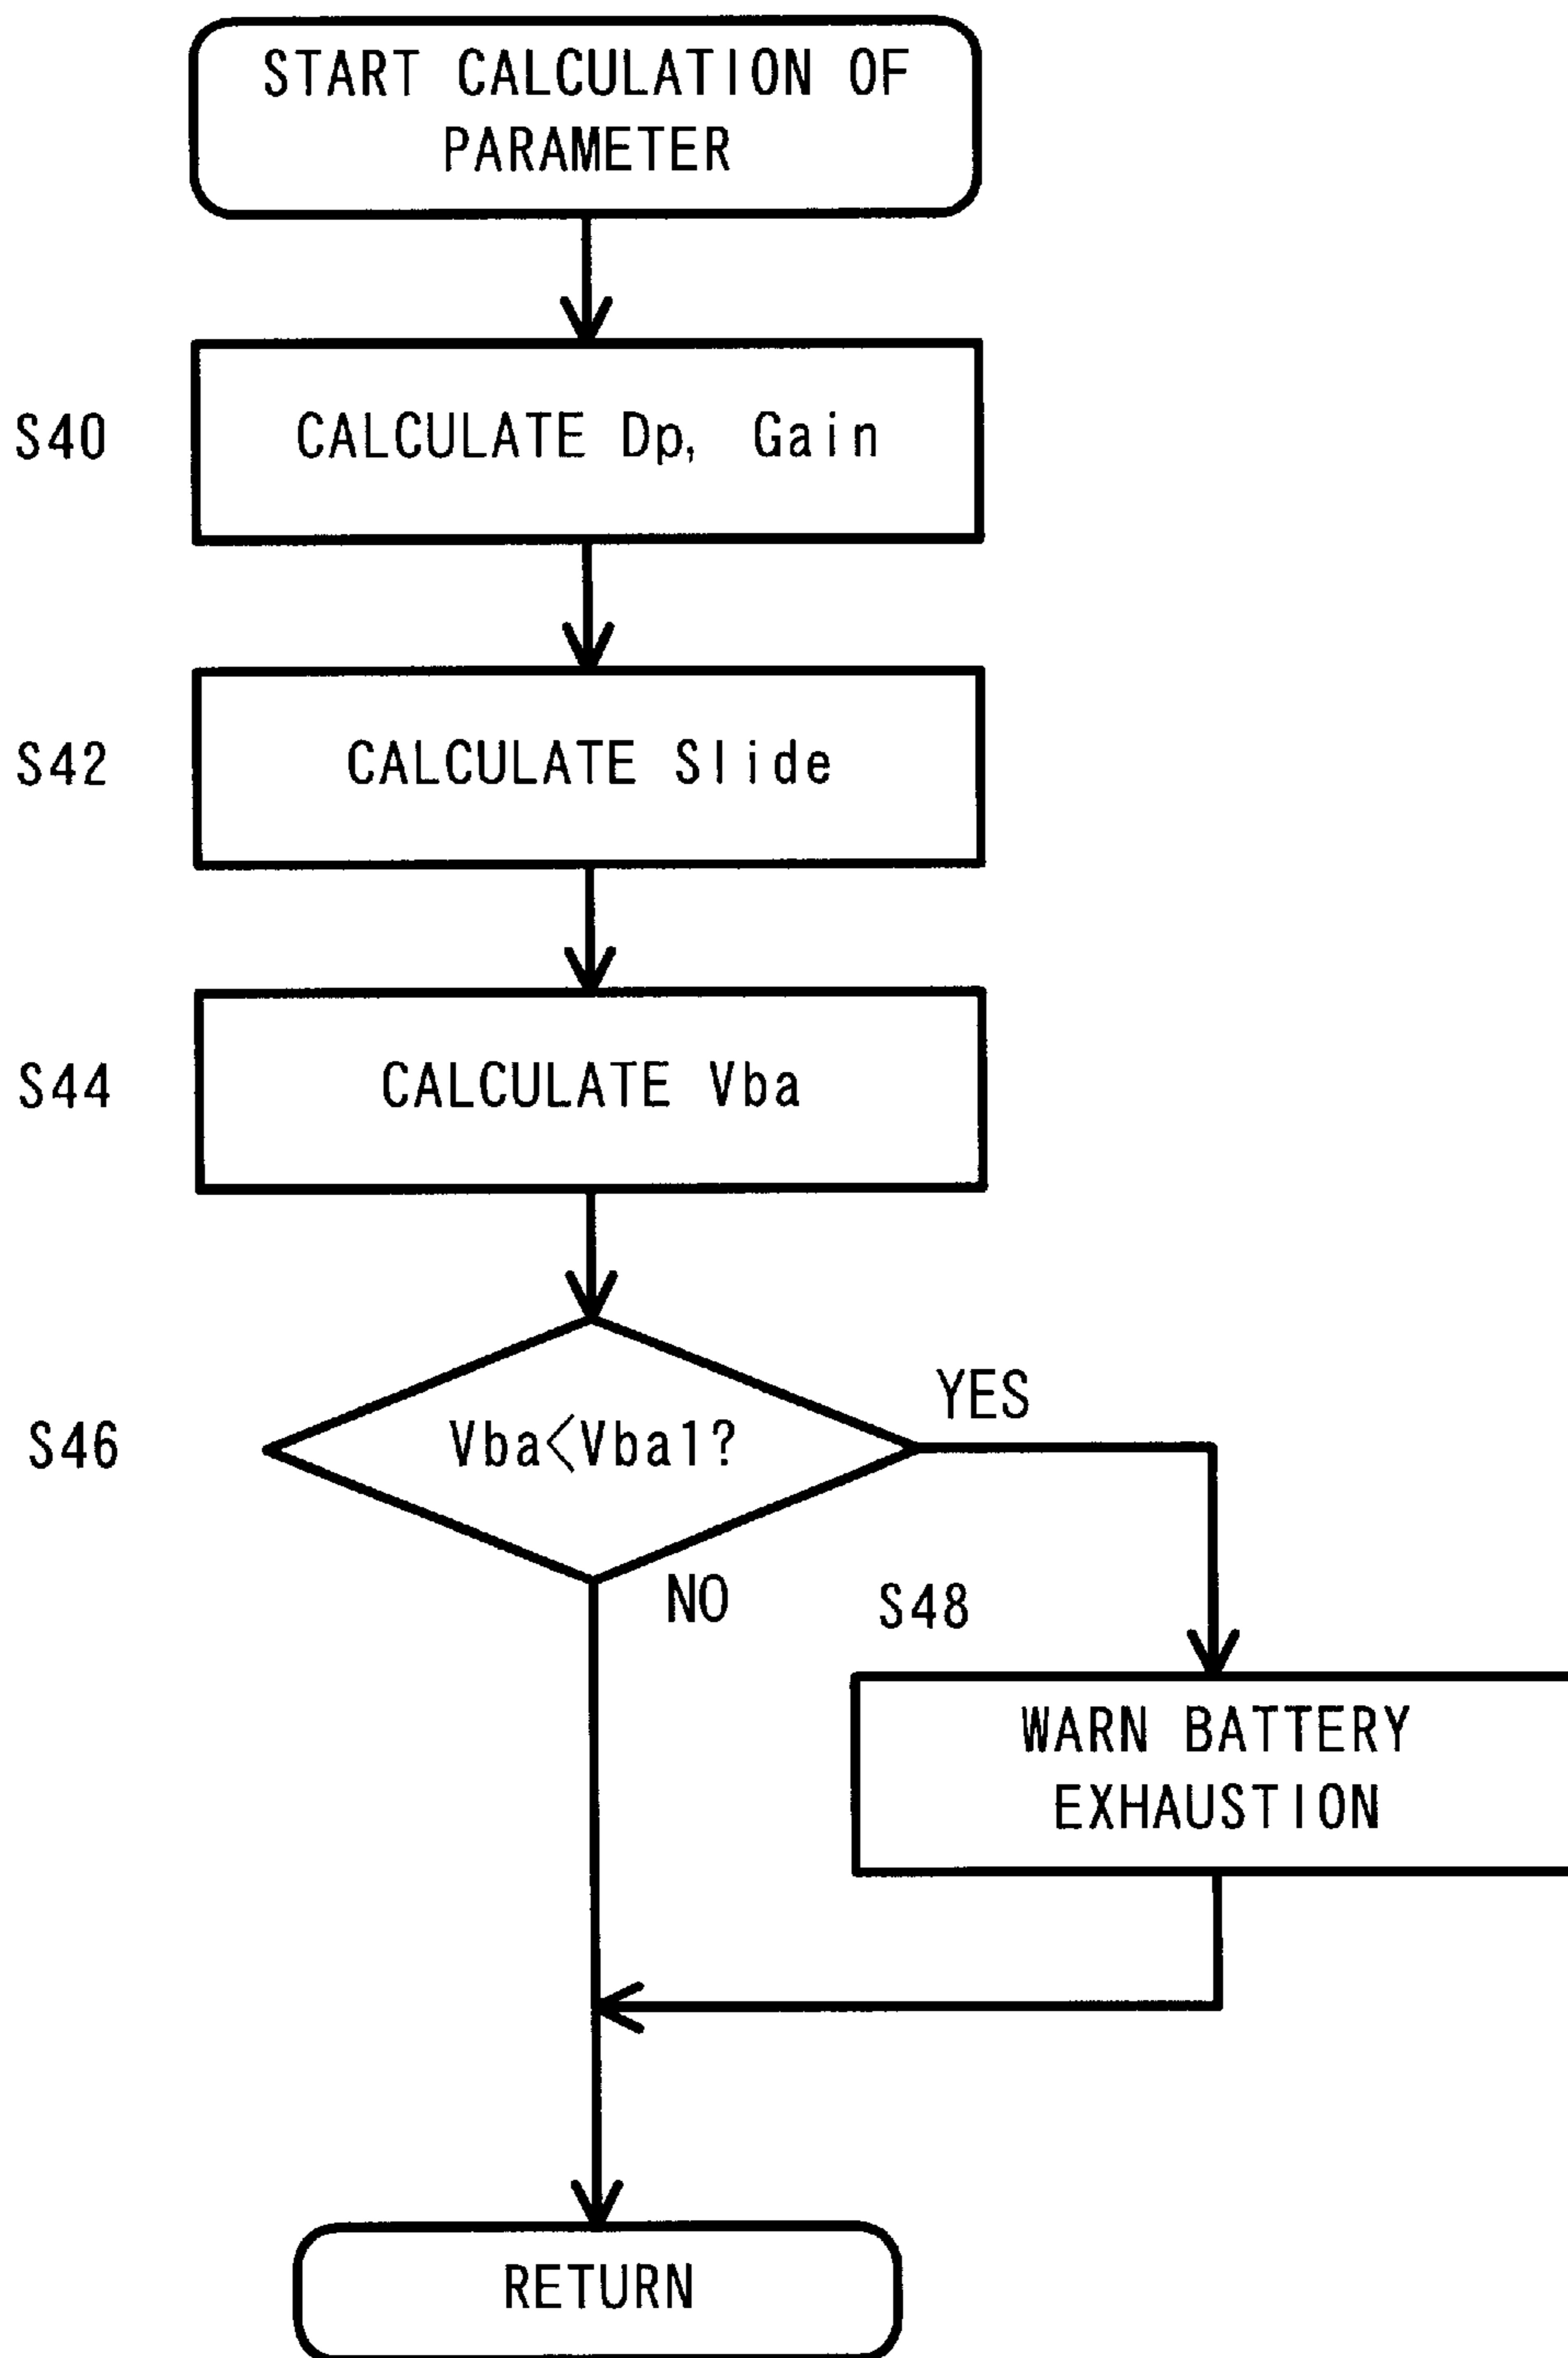 START CALCULATION OF
PARAMETER
S40
CALCULATE Dp, Gain
S42
CALCULATE Slide
S44
CALCULATE Vba
S46
Vba<Vba1?
YES
NO
S48
WARN BATTERY
EXHAUSTION
RETURN